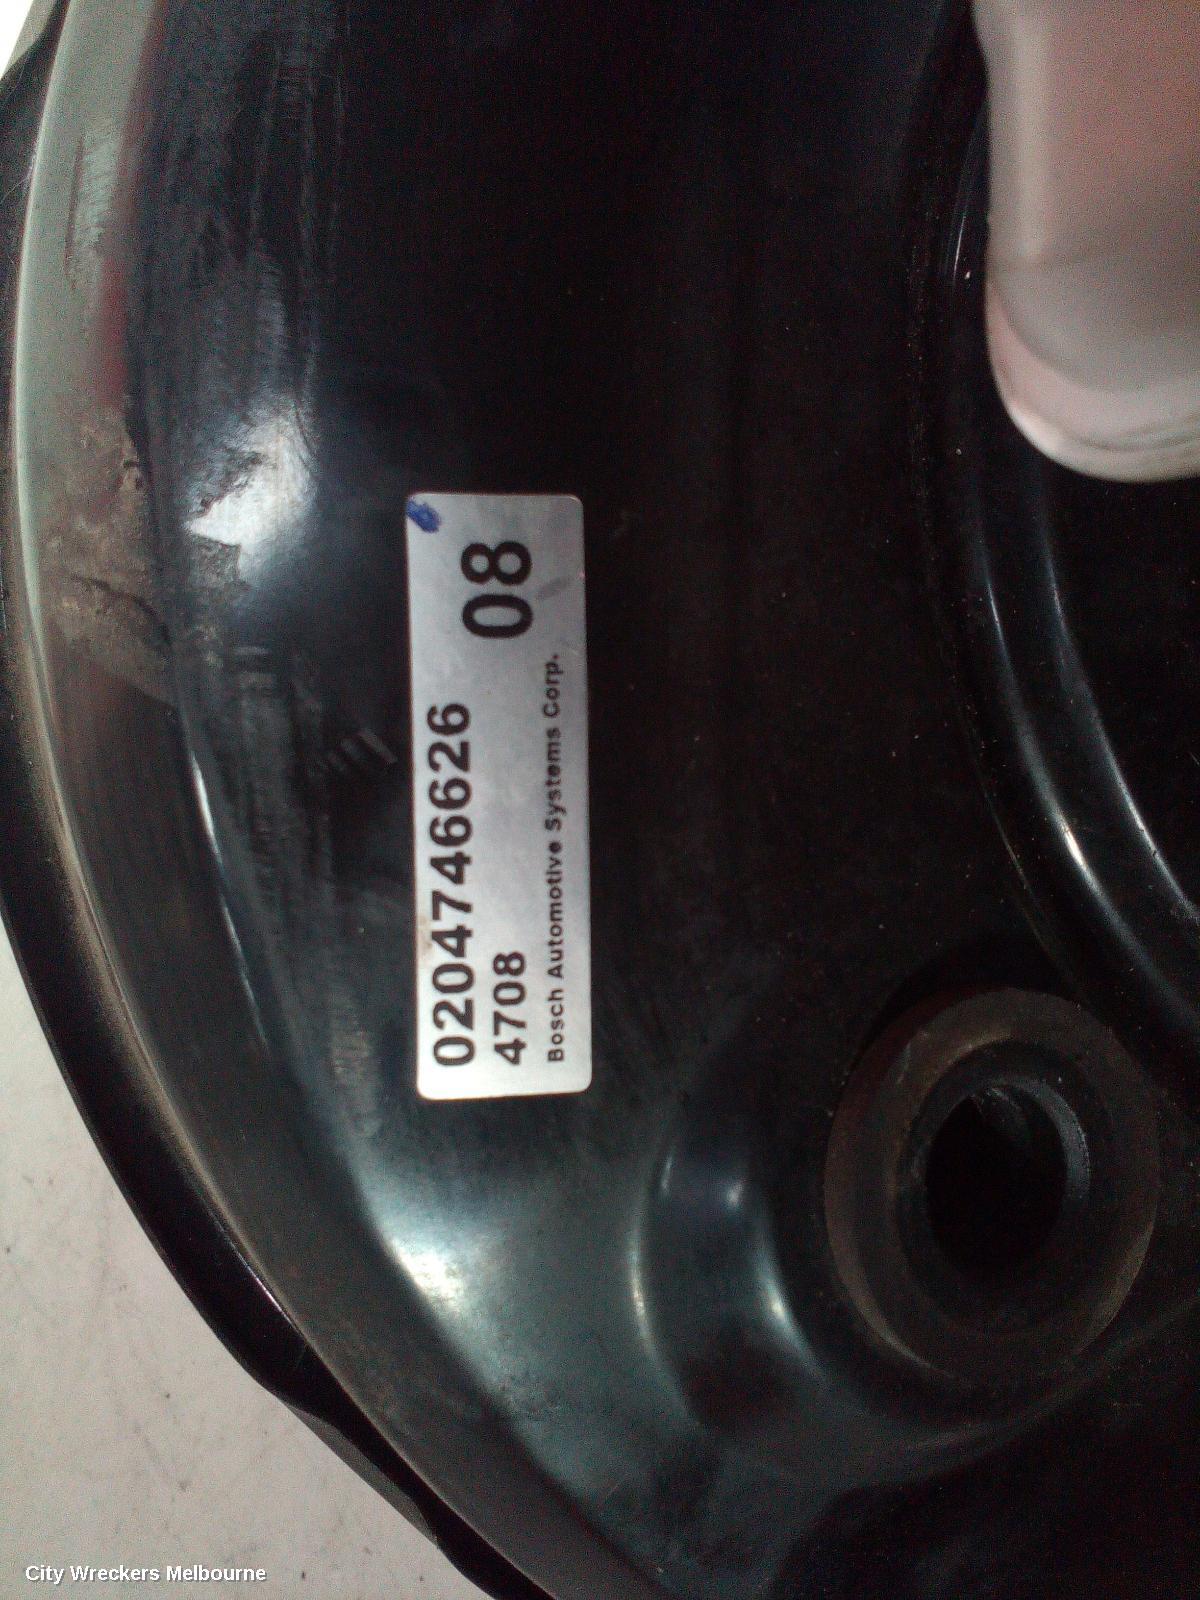 0204746626
4708 08
Bosch Automotive Systems Corp.
City Wreckers Melbourne